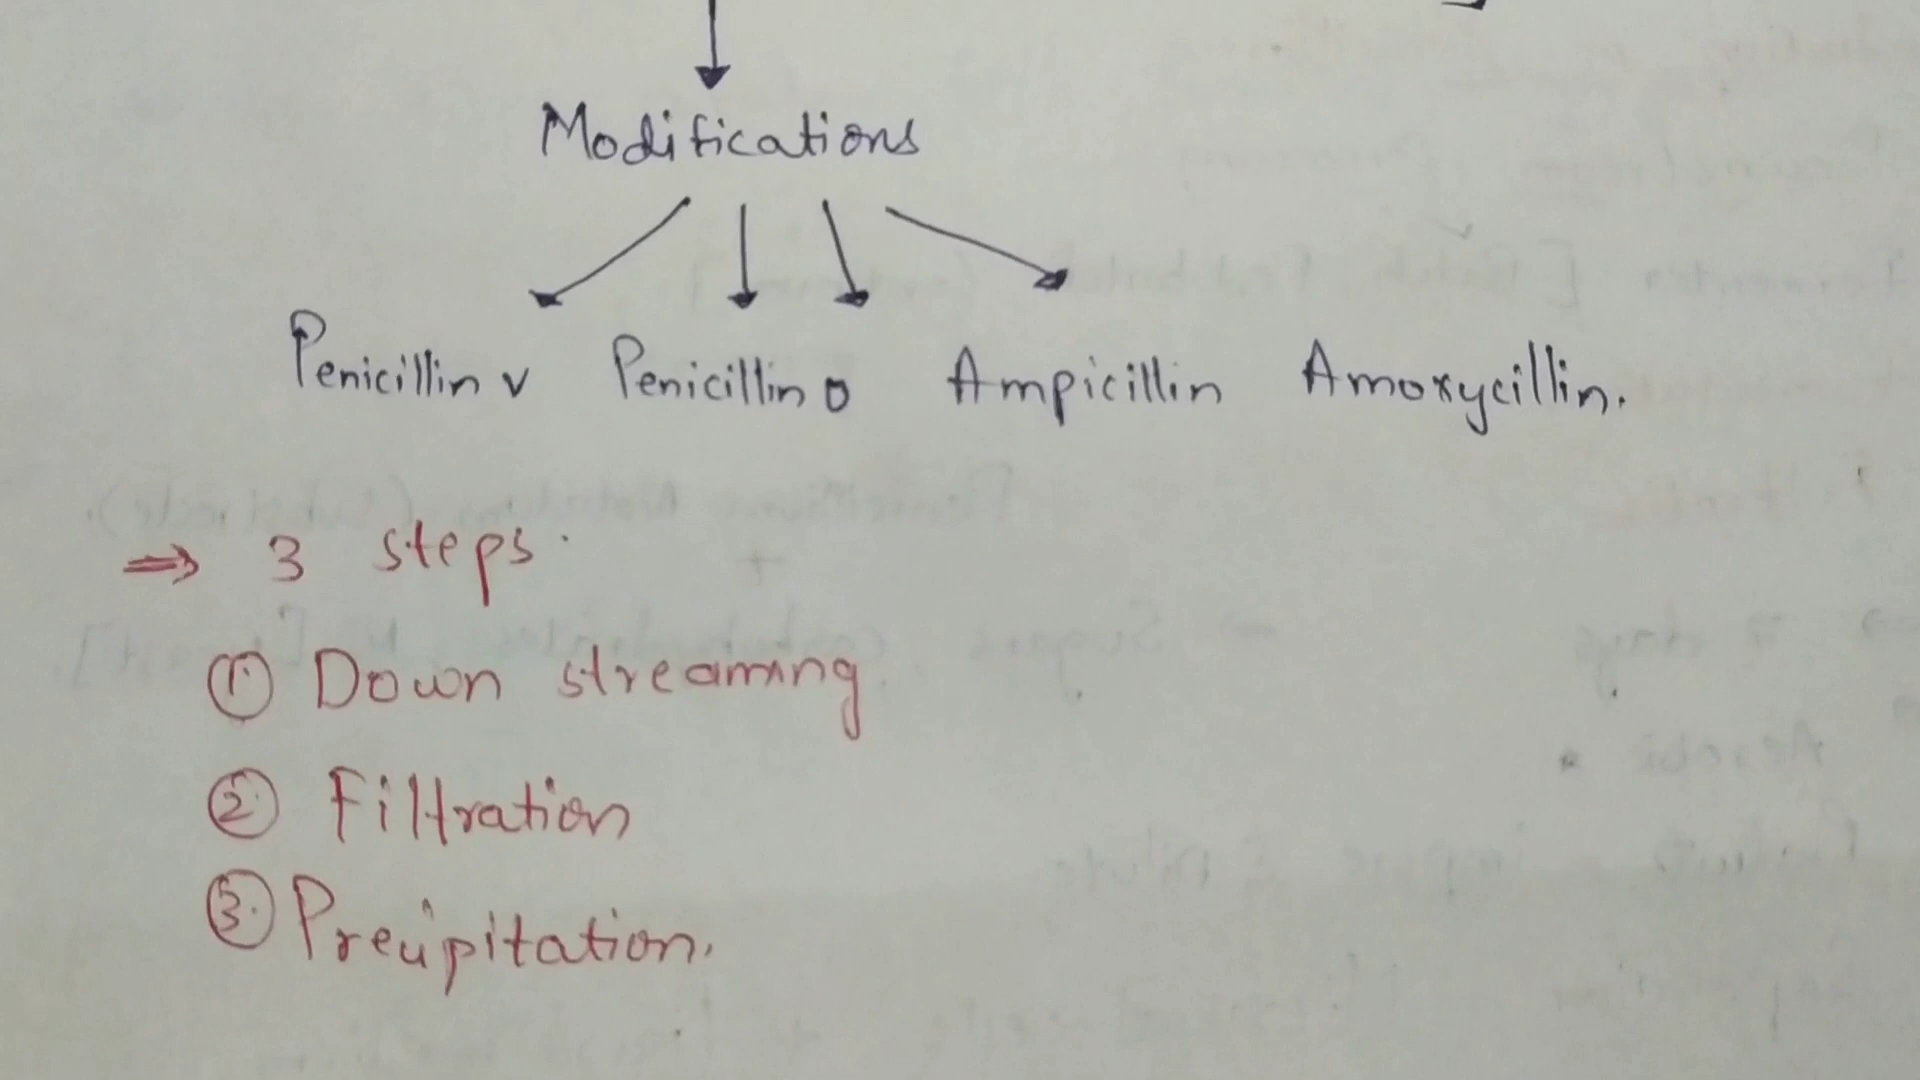 Modifications
Penicillin v Penicillin O Ampicillin Amoxycillin.
⇒ 3 steps.
① Down streaming
② Filtration
③ Precipitation.